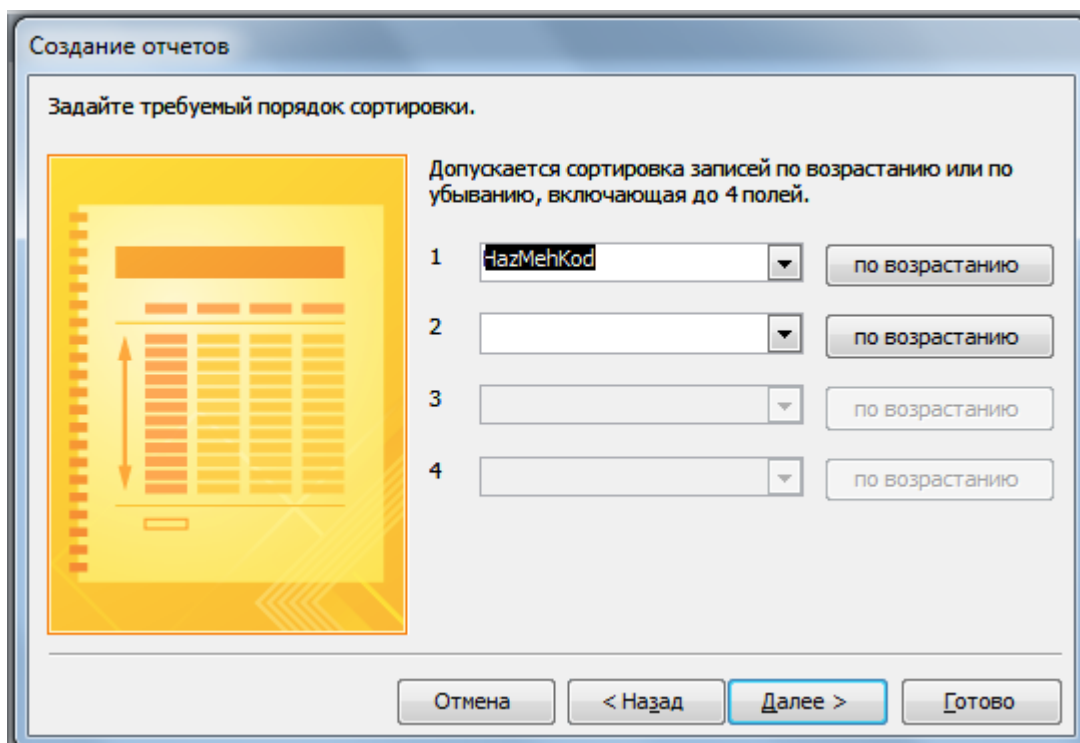 Создание отчетов
Задайте требуемый порядок сортировки.
Допускается сортировка записей по возрастанию или по
убыванию, включающая до 4 полей.
1 HazMehKod по возрастанию
2 по возрастанию
3 по возрастанию
4 по возрастанию
Отмена < Назад Далее > Готово